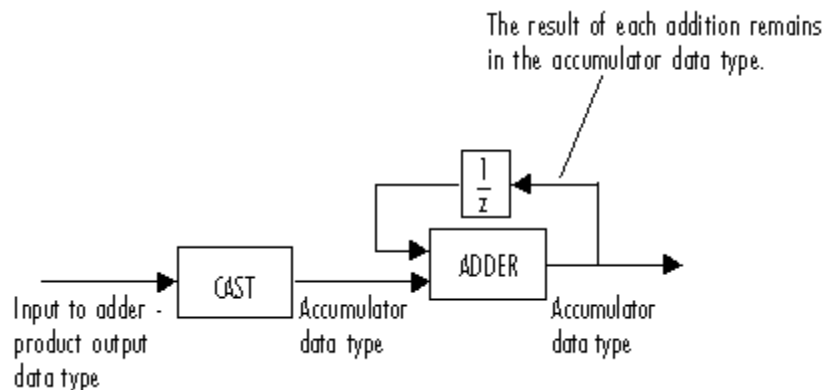 The result of each addition remains
in the accumulator data type.
1
z
ADDER
CAST
Input to adder -
product output
data type
Accumulator
data type
Accumulator
data type